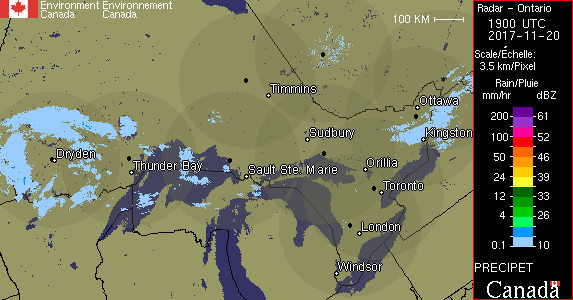 Environment Environnement
Canada Canada
100 KM
Timmins
Ottawa
Sudbury
Kingston
Dryden
Thunder Bay
Sault Ste. Marie
Orillia
Toronto
London
Windsor
Radar - Ontario
1900 UTC
2017-11-20
Scale/Échelle:
3.5 km/Pixel
Rain/Pluie
mm/hr dBZ
200 61
100 52
50 46
24 39
12 33
4 26
0.1 10
PRECIPET
Canada